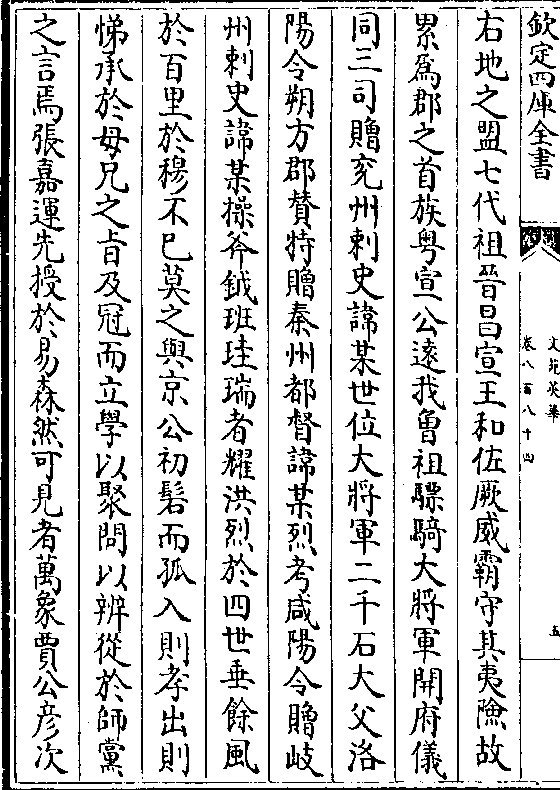 欽定四庫全書
文苑英華
卷八百八十四
五
右地之盟七代祖晉昌宣王和佐厥威霸守其夷險故
累爲郡之首族粤宣公逺我曾祖驃騎大將軍開府儀
同三司贈兖州刺史諱某世位大將軍二千石大父洛
陽令朔方郡賛特贈秦州都督諱某烈考咸陽令贈岐
州刺史諱某操斧鉞班珪瑞者耀洪烈於四世垂餘風
於百里於穆不已莫之與京公初髫而孤入則孝出則
悌承於母兄之㫖及冠而立學以聚問以辨從於師黨
之言焉張嘉運先授於易森然可見者萬象賈公彦次